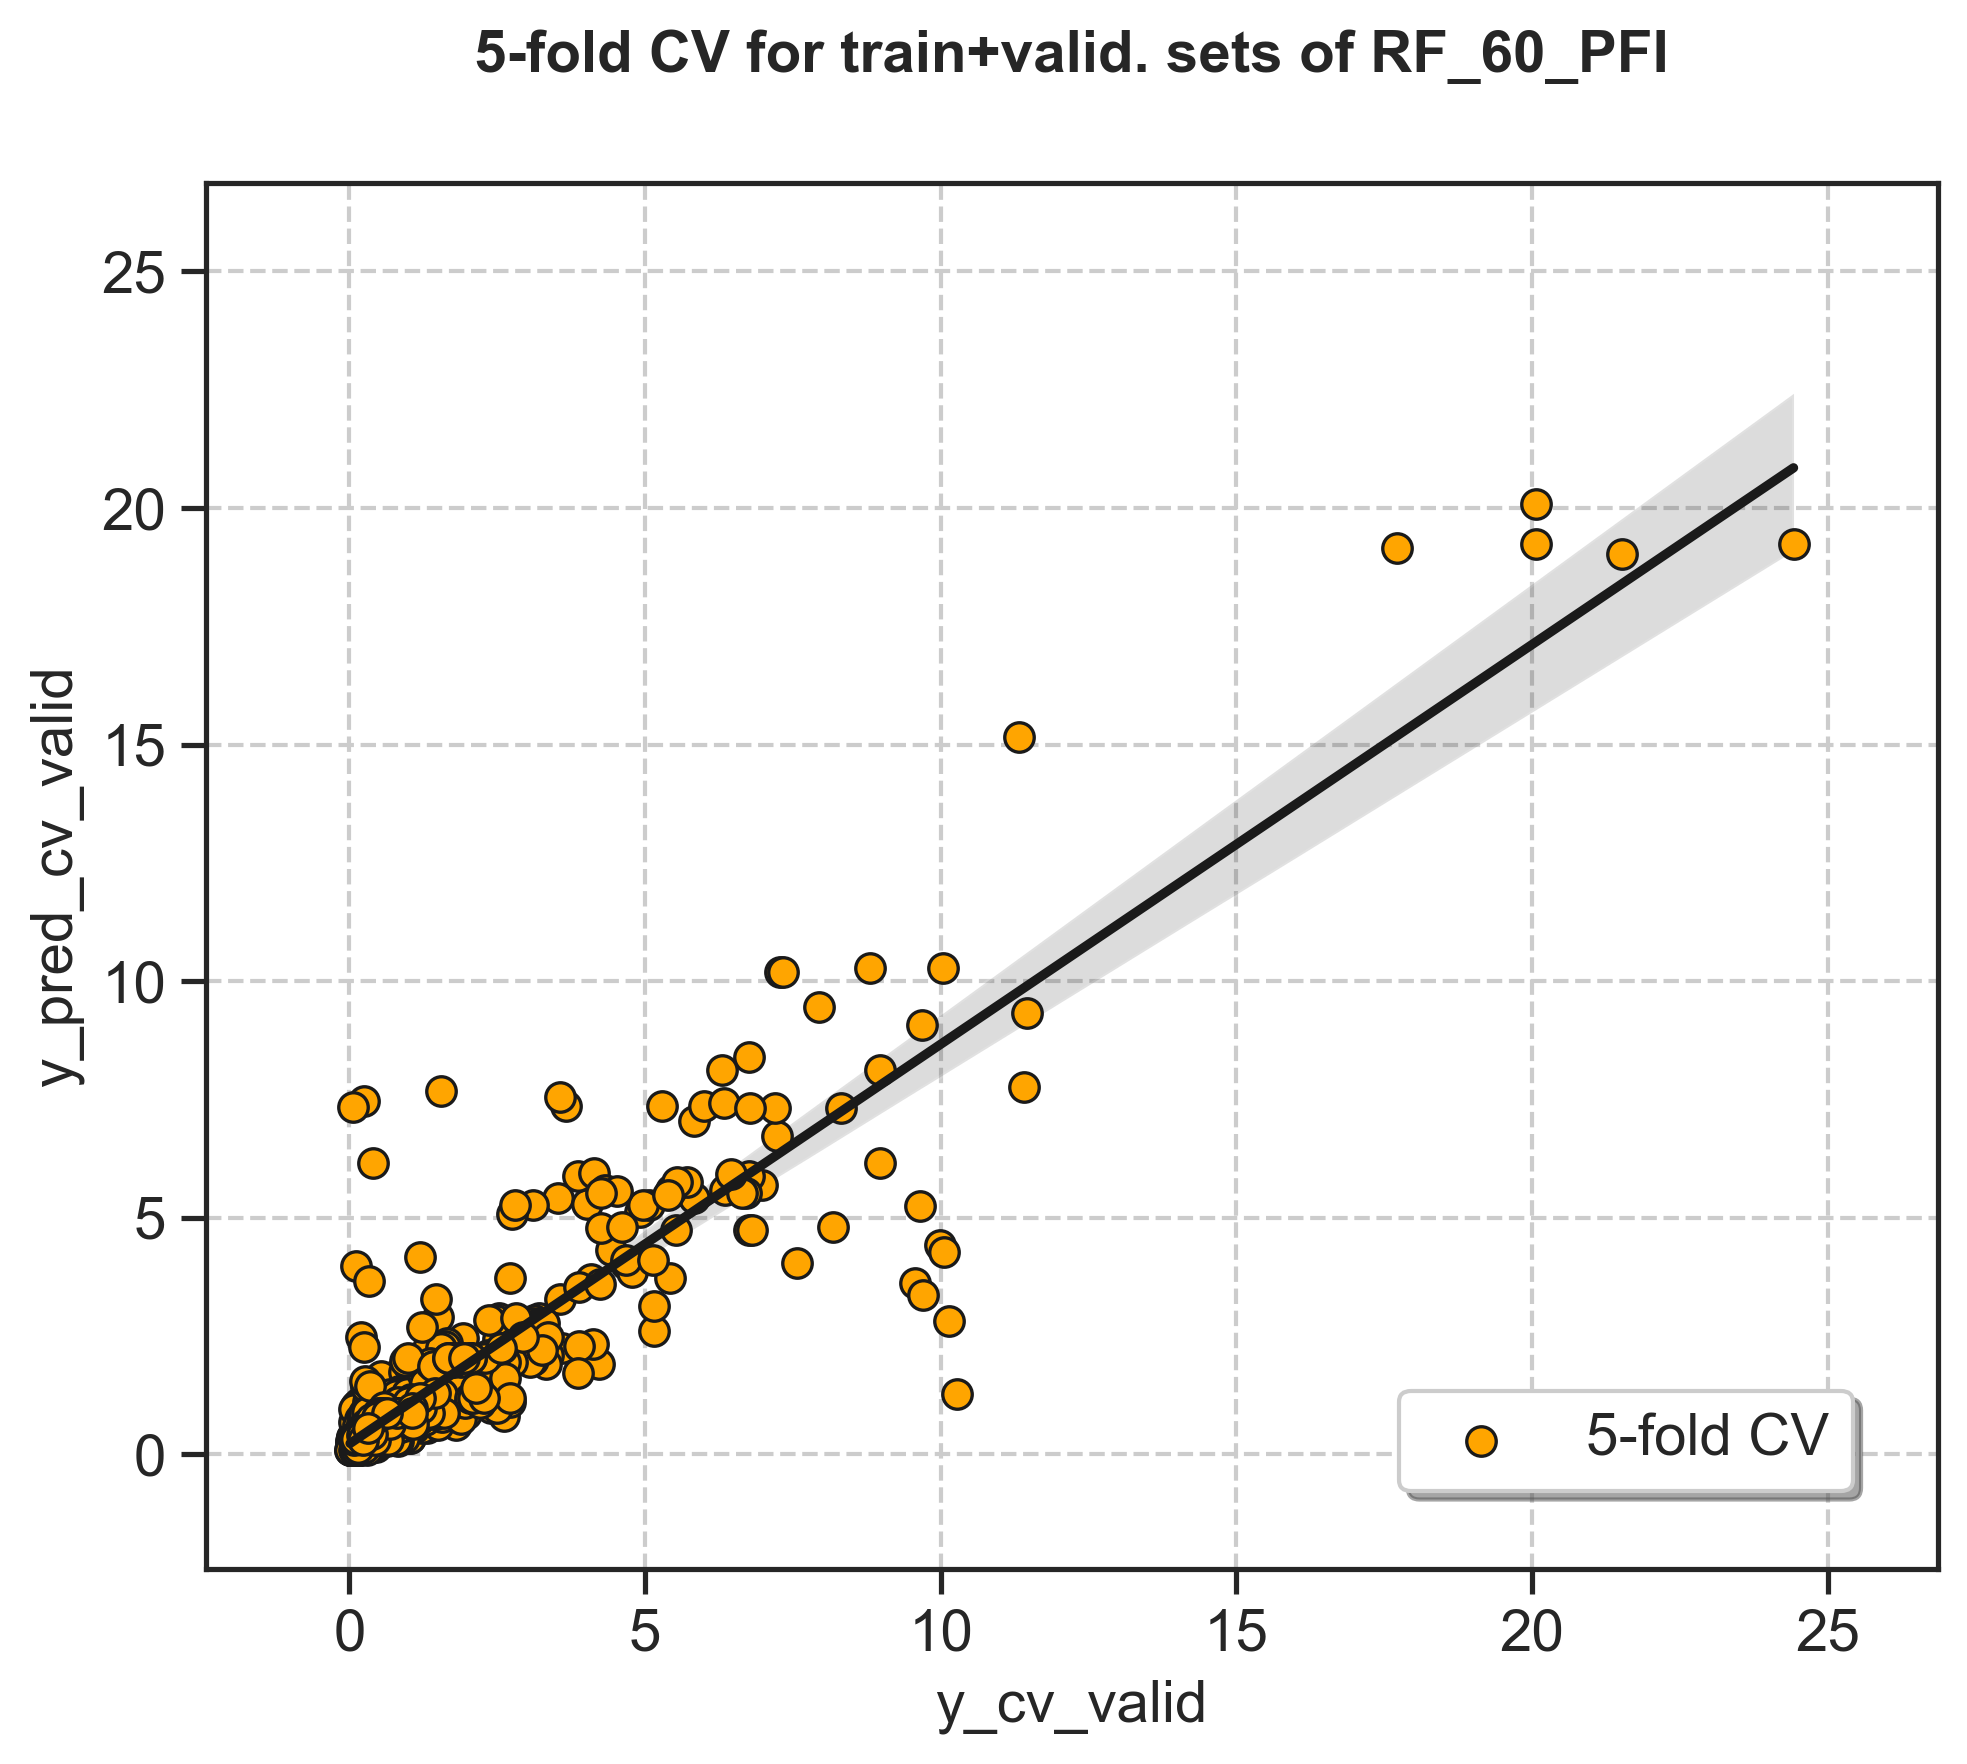 5-fold CV for train+valid. sets of RF_60_PFI
25
20
15
10
5
0
y_pred_cv_valid
5-fold CV
0 5 10 15 20 25
y_cv_valid